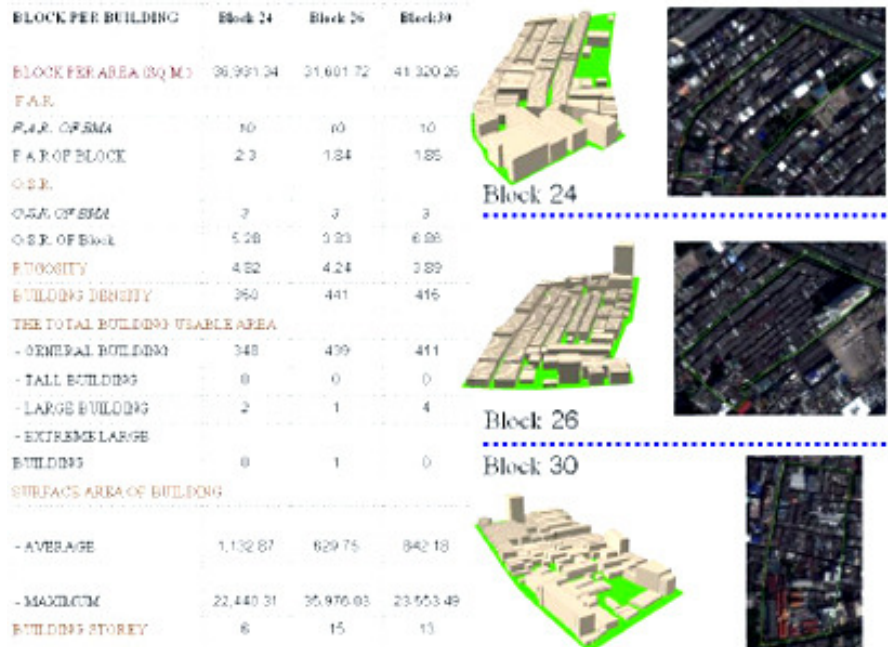 BLOCK PER BUILDING Block 24 Block 26 Block30
BLOCK PER AREA (SQ.M.) 36,931.34 31,601.72 41,320.26
F.A.R.
F.A.R. OF BMA 10 10 10
F.A.R OF BLOCK 2.3 1.84 1.85
O.S.R.
O.S.R. OF BMA 3 3 3
O.S.R. OF Block 5.28 3.83 6.86
RUGOSITY 4.82 4.24 3.89
BUILDING DENSITY 350 441 415
THE TOTAL BUILDING USABLE AREA
- GENERAL BUILDING 348 439 411
- TALL BUILDING 0 0 0
- LARGE BUILDING 2 1 4
- EXTREME LARGE
BUILDING 0 1 0
SURFACE AREA OF BUILDING
- AVERAGE 1,132.87 829.75 842.18
- MAXIMUM 22,440.31 35,976.03 23,553.49
BUILDING STOREY 6 15 13
Block 24
Block 26
Block 30